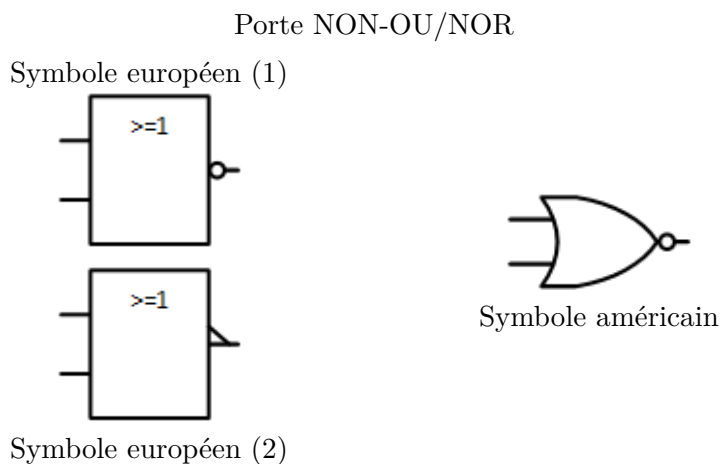 Porte NON-OU/NOR
Symbole européen (1)
>=1
>=1
Symbole américain
Symbole européen (2)